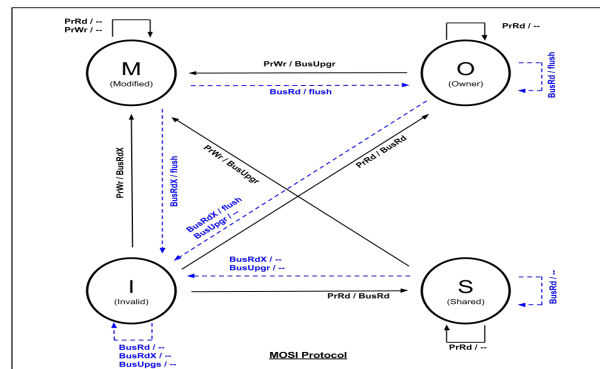 PrRd / --
PrWr / --
M
(Modified)
PrWr / BusUpgr
BusRd / flush
PrRd / --
O
(Owner)
BusRd / flush
PrWr / BusRdX
BusRdX / flush
PrWr / BusUpgr
PrRd / BusRd
BusRdX / flush
BusUpgr / --
BusRdX / --
BusUpgr / --
I
(Invalid)
PrRd / BusRd
S
(Shared)
BusRd / --
BusRd / --
BusRdX / --
BusUpgs / --
MOSI Protocol
PrRd / --